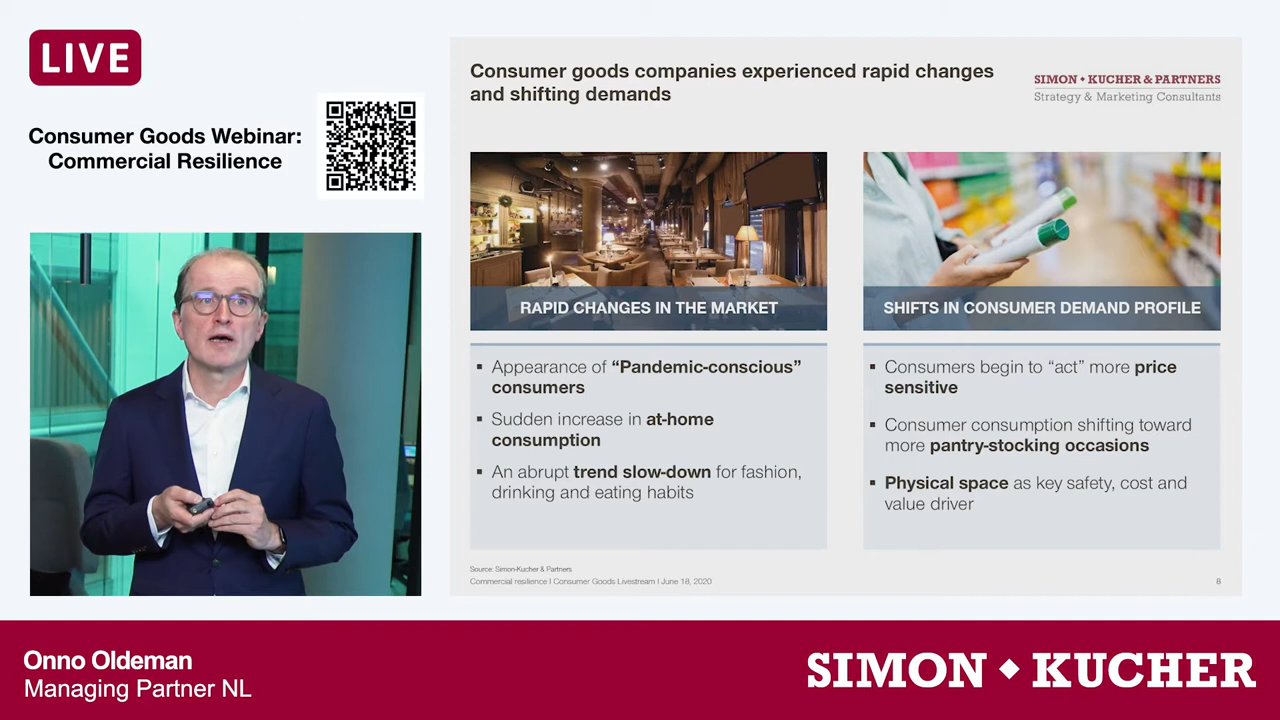 LIVE
Consumer Goods Webinar:
Commercial Resilience
Consumer goods companies experienced rapid changes
and shifting demands
SIMON ◆ KUCHER & PARTNERS
Strategy & Marketing Consultants
RAPID CHANGES IN THE MARKET
▪ Appearance of “Pandemic-conscious”
consumers
▪ Sudden increase in at-home
consumption
▪ An abrupt trend slow-down for fashion,
drinking and eating habits
SHIFTS IN CONSUMER DEMAND PROFILE
▪ Consumers begin to “act” more price
sensitive
▪ Consumer consumption shifting toward
more pantry-stocking occasions
▪ Physical space as key safety, cost and
value driver
Source: Simon-Kucher & Partners
Commercial resilience I Consumer Goods Livestream I June 18, 2020
8
Onno Oldeman
Managing Partner NL
SIMON ◆ KUCHER